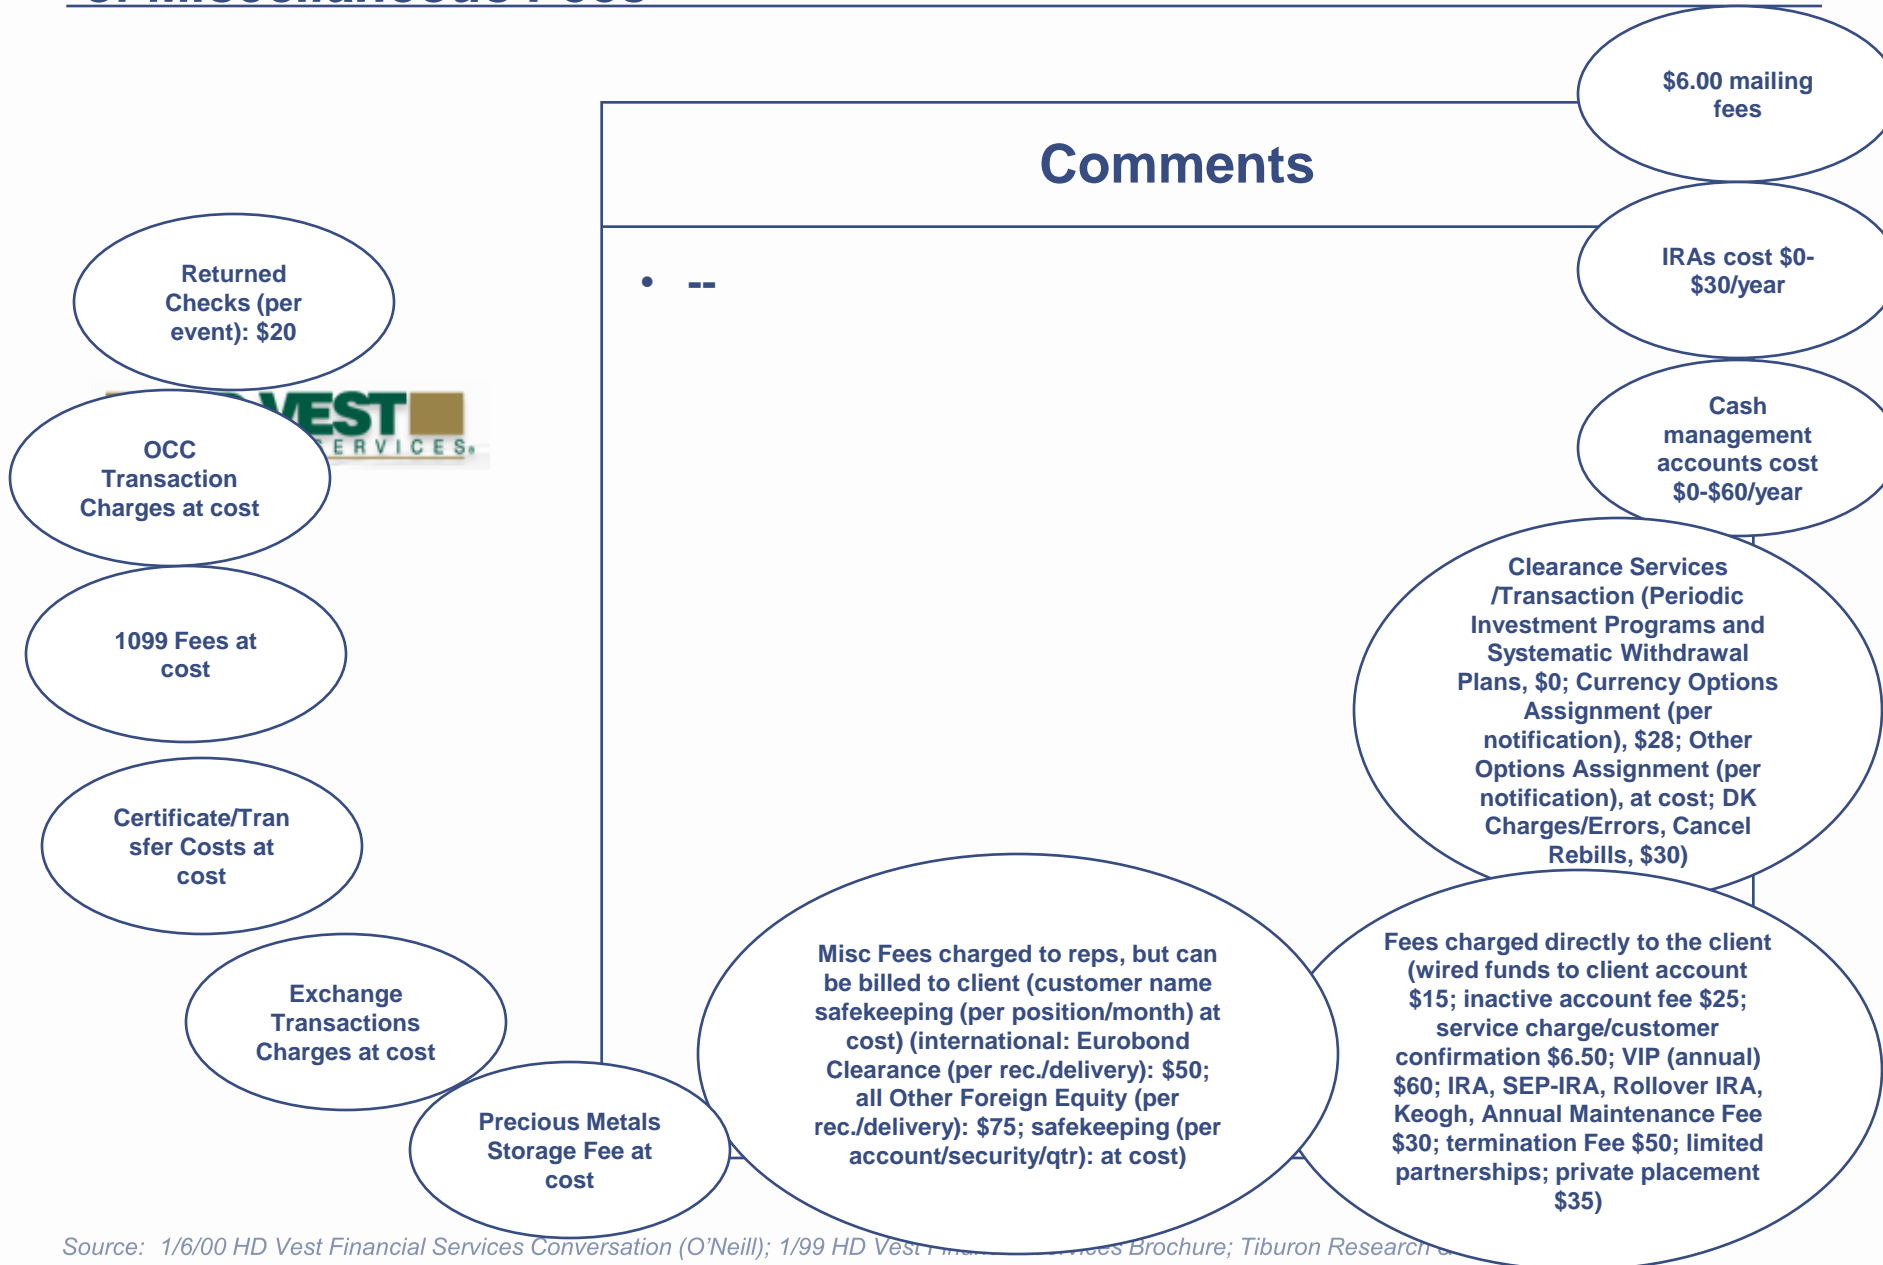 of Miscellaneous Fees
$6.00 mailing
fees
Comments
IRAs cost $0-
$30/year
• --
Returned
Checks (per
event): $20
VEST
ERVICES.
OCC
Transaction
Charges at cost
Cash
management
accounts cost
$0-$60/year
1099 Fees at
cost
Clearance Services
/Transaction (Periodic
Investment Programs and
Systematic Withdrawal
Plans, $0; Currency Options
Assignment (per
notification), $28; Other
Options Assignment (per
notification), at cost; DK
Charges/Errors, Cancel
Rebills, $30)
Certificate/Tran
sfer Costs at
cost
Exchange
Transactions
Charges at cost
Precious Metals
Storage Fee at
cost
Misc Fees charged to reps, but can
be billed to client (customer name
safekeeping (per position/month) at
cost) (international: Eurobond
Clearance (per rec./delivery): $50;
all Other Foreign Equity (per
rec./delivery): $75; safekeeping (per
account/security/qtr): at cost)
Fees charged directly to the client
(wired funds to client account
$15; inactive account fee $25;
service charge/customer
confirmation $6.50; VIP (annual)
$60; IRA, SEP-IRA, Rollover IRA,
Keogh, Annual Maintenance Fee
$30; termination Fee $50; limited
partnerships; private placement
$35)
Source: 1/6/00 HD Vest Financial Services Conversation (O'Neill); 1/99 HD Vest Brochure; Tiburon Research